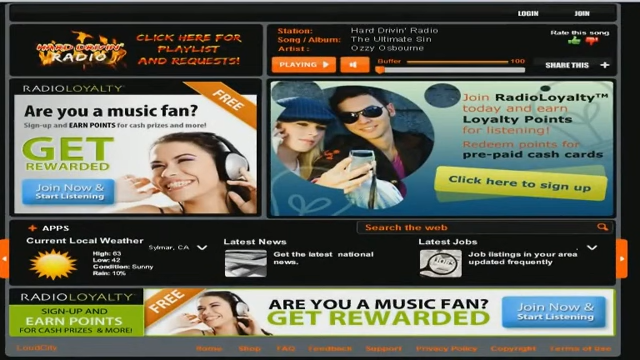 LOGIN JOIN
HARD DRIVIN'
RADIO
CLICK HERE FOR
PLAYLIST
AND REQUESTS!
Station: Hard Drivin' Radio
Song / Album: The Ultimate Sin
Artist: Ozzy Osbourne
Rate this song
PLAYING
Buffer 100
SHARE THIS +
RADIOLOYALTY™
FREE
Are you a music fan?
Sign-up and EARN POINTS for cash prizes and more!
GET
REWARDED
Join Now &
Start Listening
Join RadioLoyalty™
today and earn
Loyalty Points
for listening!
Redeem points for
pre-paid cash cards
Click here to sign up
+ APPS
Search the web
Current Local Weather
Sylmar, CA
High: 63
Low: 42
Condition: Sunny
Rain: 10%
Latest News
Get the latest national
news.
Latest Jobs
Job listings in your area
updated frequently
RADIOLOYALTY™
SIGN-UP AND
EARN POINTS
FOR CASH PRIZES & MORE!
FREE
ARE YOU A MUSIC FAN?
GET REWARDED
Join Now &
Start Listening
LoudCity
Home Shop FAQ Feedback Support Privacy Policy Copyright Terms of Use